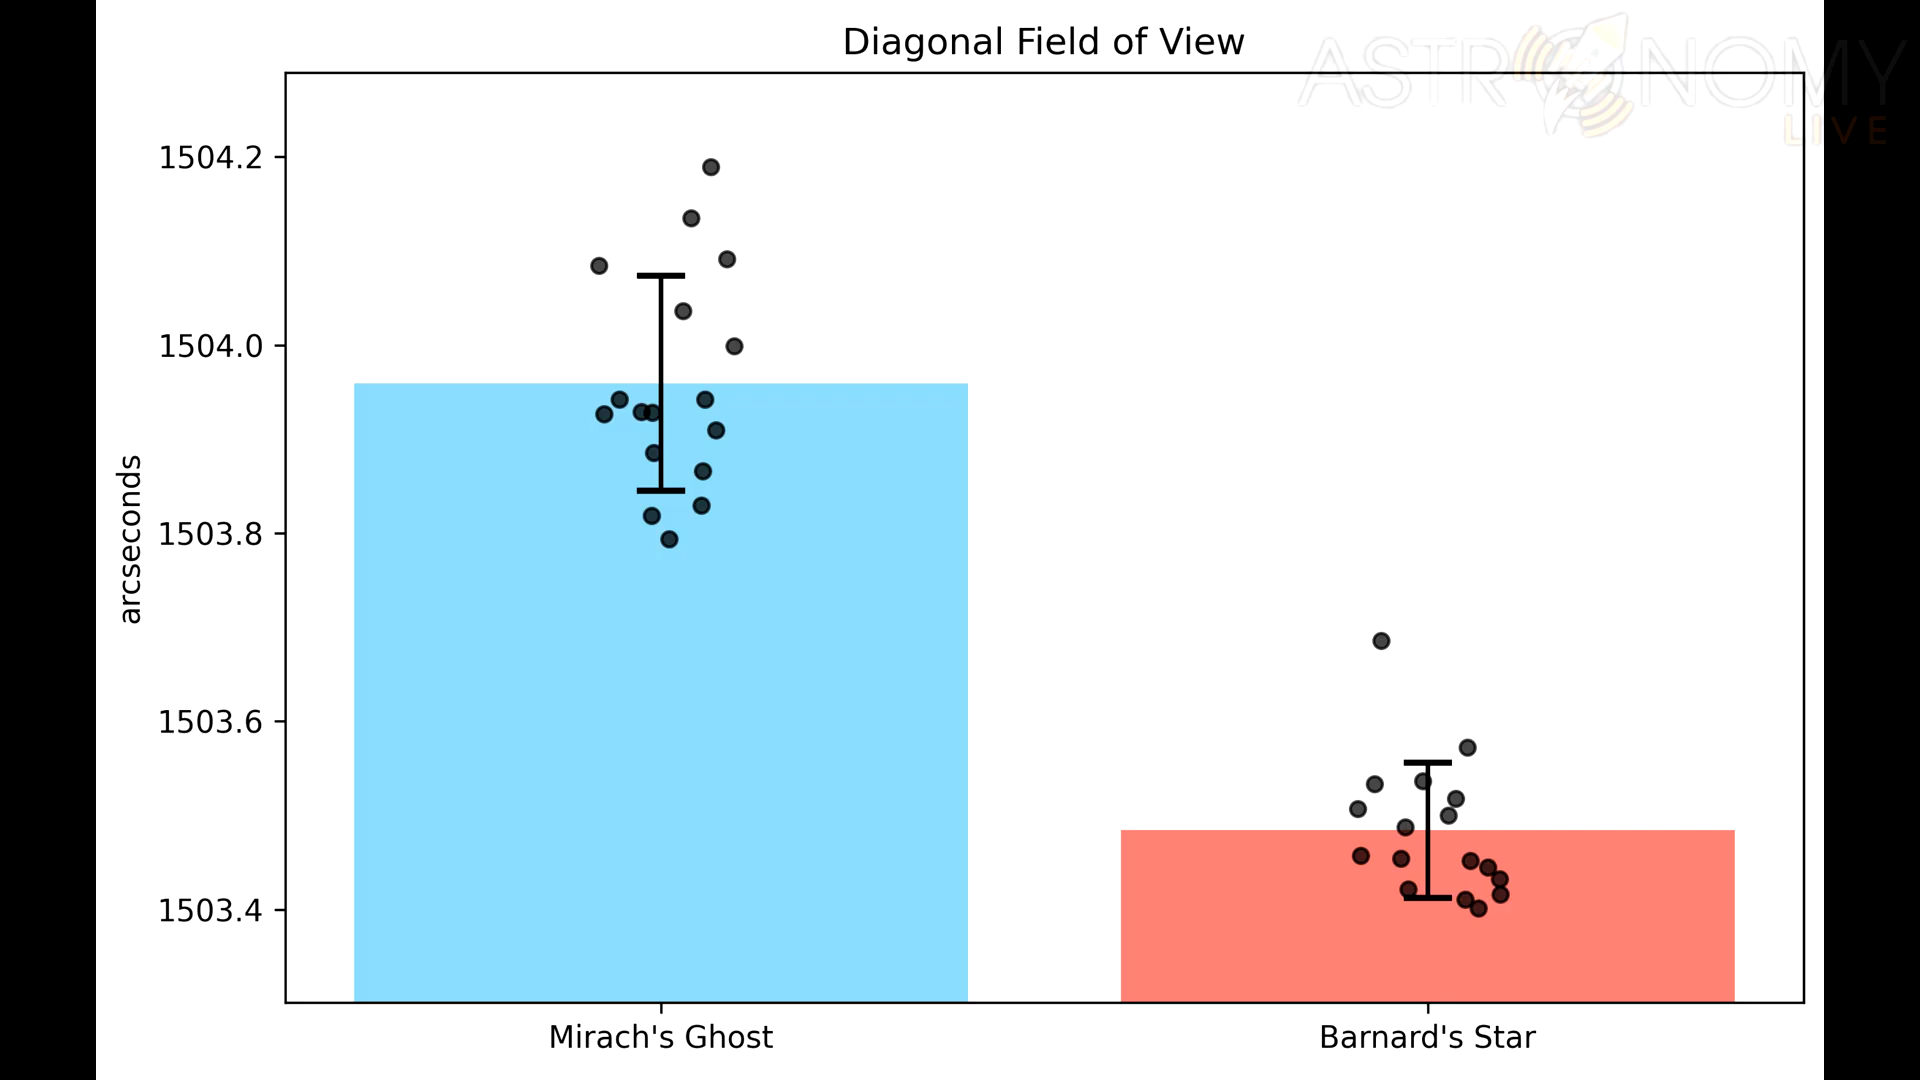 Diagonal Field of View
ASTRONOMY
LIVE
1504.2
1504.0
1503.8
1503.6
1503.4
arcseconds
Mirach's Ghost
Barnard's Star